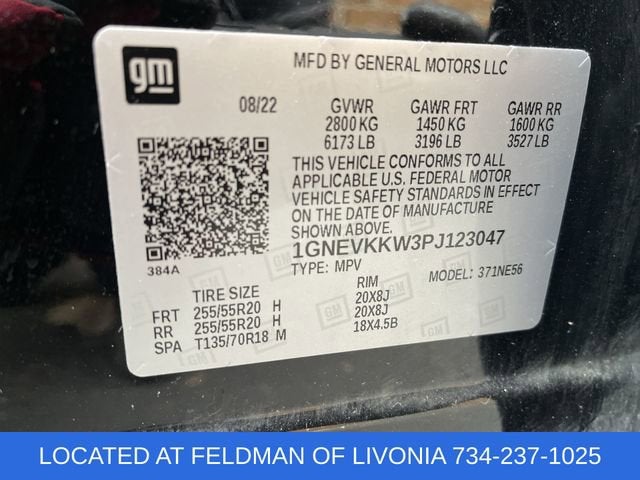 gm
MFD BY GENERAL MOTORS LLC
08/22 GVWR GAWR FRT GAWR RR
2800 KG 1450 KG 1600 KG
6173 LB 3196 LB 3527 LB
THIS VEHICLE CONFORMS TO ALL
APPLICABLE U.S. FEDERAL MOTOR
VEHICLE SAFETY STANDARDS IN EFFECT
ON THE DATE OF MANUFACTURE
SHOWN ABOVE.
1GNEVKKW3PJ123047
384A
TYPE: MPV MODEL: 371NE56
TIRE SIZE RIM
FRT 255/55R20 H 20X8J
RR 255/55R20 H 20X8J
SPA T135/70R18 M 18X4.5B
LOCATED AT FELDMAN OF LIVONIA 734-237-1025